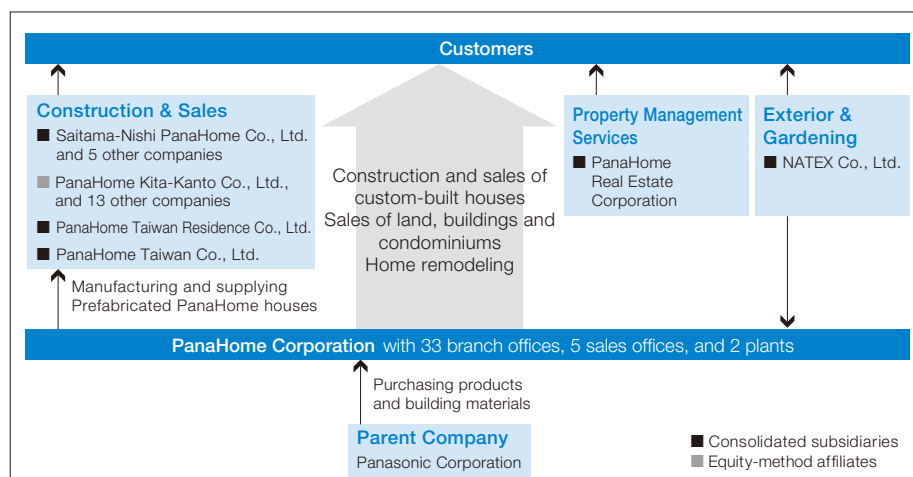 Customers
Construction & Sales
Saitama-Nishi PanaHome Co., Ltd.
and 5 other companies
PanaHome Kita-Kanto Co., Ltd.,
and 13 other companies
PanaHome Taiwan Residence Co., Ltd.
PanaHome Taiwan Co., Ltd.
Manufacturing and supplying
Prefabricated PanaHome houses
Construction and sales of
custom-built houses
Sales of land, buildings and
condominiums
Home remodeling
Property Management
Services
PanaHome
Real Estate
Corporation
Exterior &
Gardening
NATEX Co., Ltd.
PanaHome Corporation with 33 branch offices, 5 sales offices, and 2 plants
Purchasing products
and building materials
Parent Company
Panasonic Corporation
Consolidated subsidiaries
Equity-method affiliates